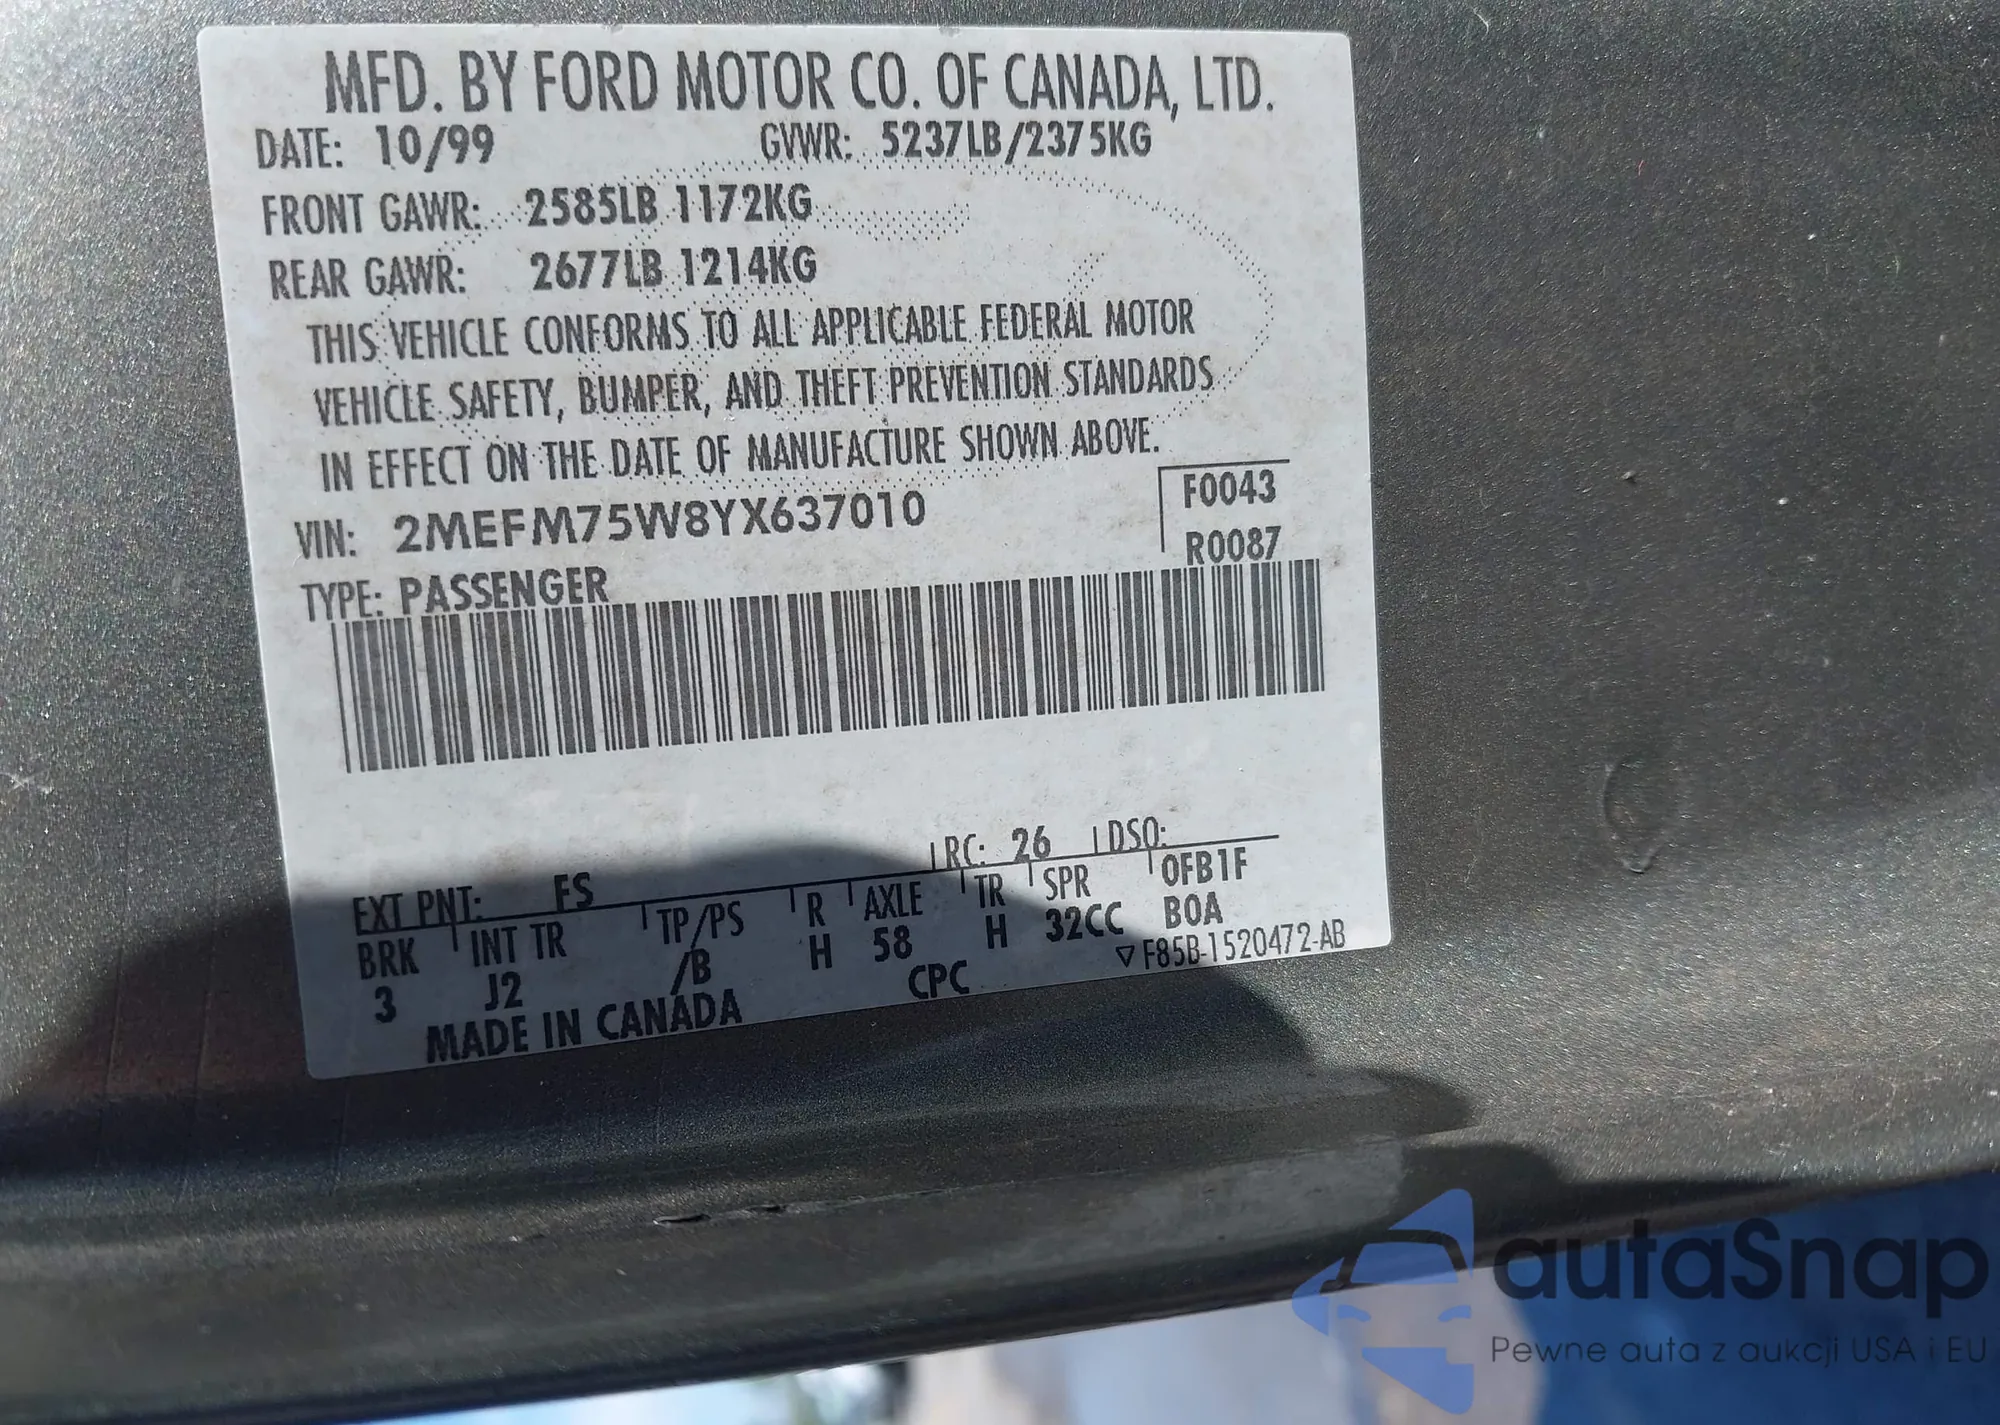 MFD. BY FORD MOTOR CO. OF CANADA, LTD.
DATE: 10/99 GVWR: 5237LB/2375KG
FRONT GAWR: 2585LB 1172KG
REAR GAWR: 2677LB 1214KG
THIS VEHICLE CONFORMS TO ALL APPLICABLE FEDERAL MOTOR
VEHICLE SAFETY, BUMPER, AND THEFT PREVENTION STANDARDS
IN EFFECT ON THE DATE OF MANUFACTURE SHOWN ABOVE.
VIN: 2MEFM75W8YX637010 F0043
TYPE: PASSENGER R0087
EXT PNT: FS RC: 26 DSO:
BRK INT TR TP/PS R AXLE TR SPR 0FB1F
3 J2 /B H 58 H 32CC B0A
MADE IN CANADA CPC ▽F85B-1520472-AB
autaSnap
Pewne auta z aukcji USA i EU